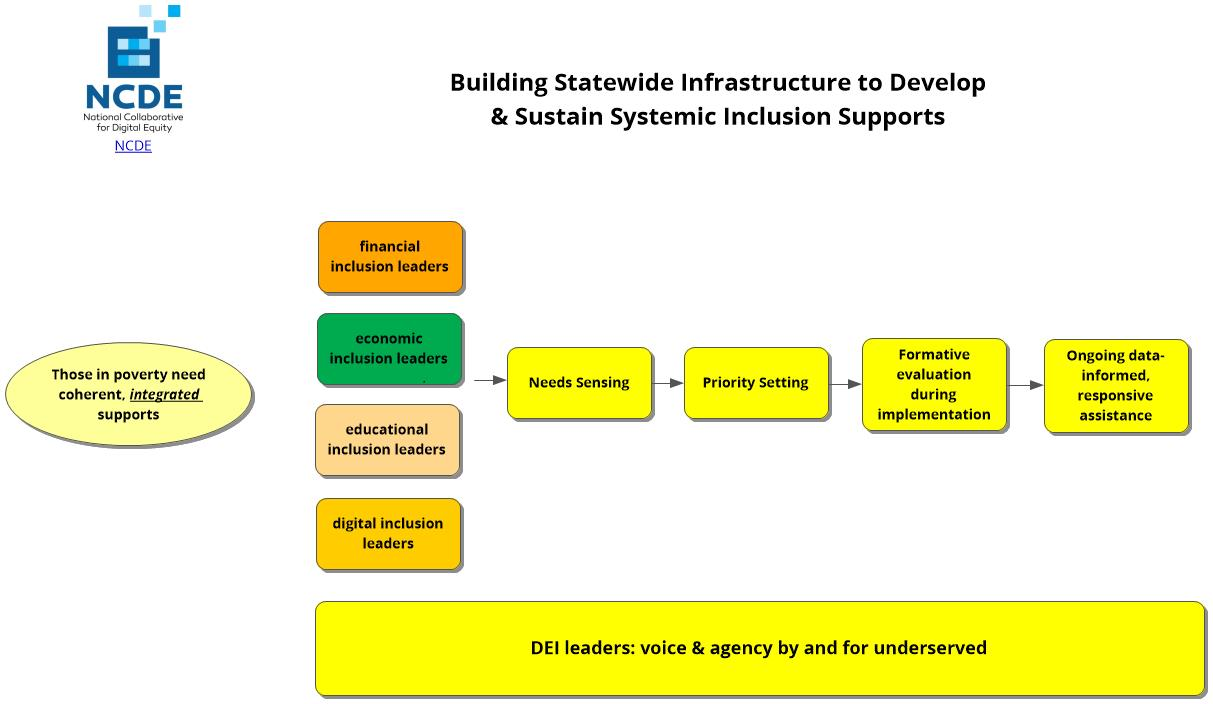 NCDE
National Collaborative
for Digital Equity
NCDE
Building Statewide Infrastructure to Develop
& Sustain Systemic Inclusion Supports
Those in poverty need
coherent, integrated
supports
financial
inclusion leaders
economic
inclusion leaders
educational
inclusion leaders
digital inclusion
leaders
Needs Sensing
Priority Setting
Formative
evaluation
during
implementation
Ongoing data-
informed,
responsive
assistance
DEI leaders: voice & agency by and for underserved